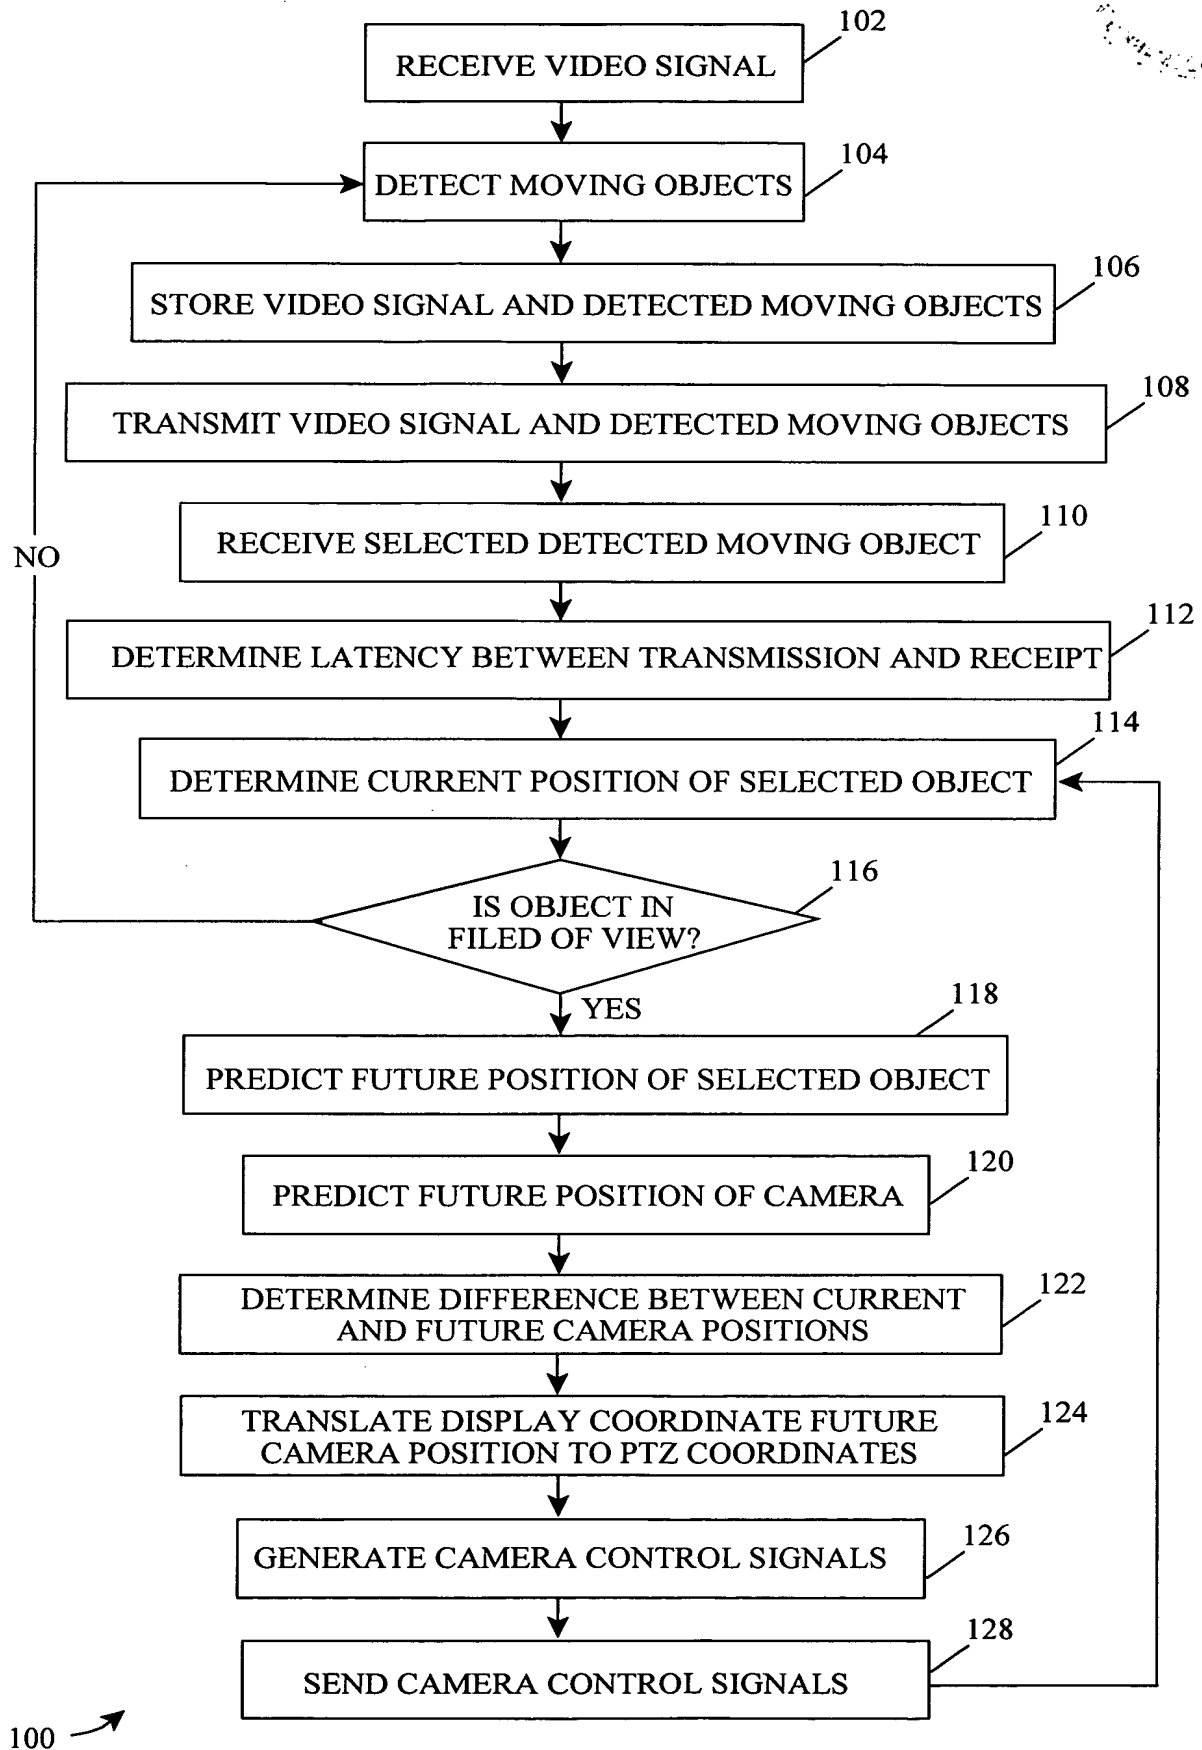 102
RECEIVE VIDEO SIGNAL
104
DETECT MOVING OBJECTS
106
STORE VIDEO SIGNAL AND DETECTED MOVING OBJECTS
108
TRANSMIT VIDEO SIGNAL AND DETECTED MOVING OBJECTS
110
RECEIVE SELECTED DETECTED MOVING OBJECT
NO
112
DETERMINE LATENCY BETWEEN TRANSMISSION AND RECEIPT
114
DETERMINE CURRENT POSITION OF SELECTED OBJECT
116
IS OBJECT IN
FILED OF VIEW?
YES
118
PREDICT FUTURE POSITION OF SELECTED OBJECT
120
PREDICT FUTURE POSITION OF CAMERA
122
DETERMINE DIFFERENCE BETWEEN CURRENT
AND FUTURE CAMERA POSITIONS
124
TRANSLATE DISPLAY COORDINATE FUTURE
CAMERA POSITION TO PTZ COORDINATES
126
GENERATE CAMERA CONTROL SIGNALS
128
SEND CAMERA CONTROL SIGNALS
100